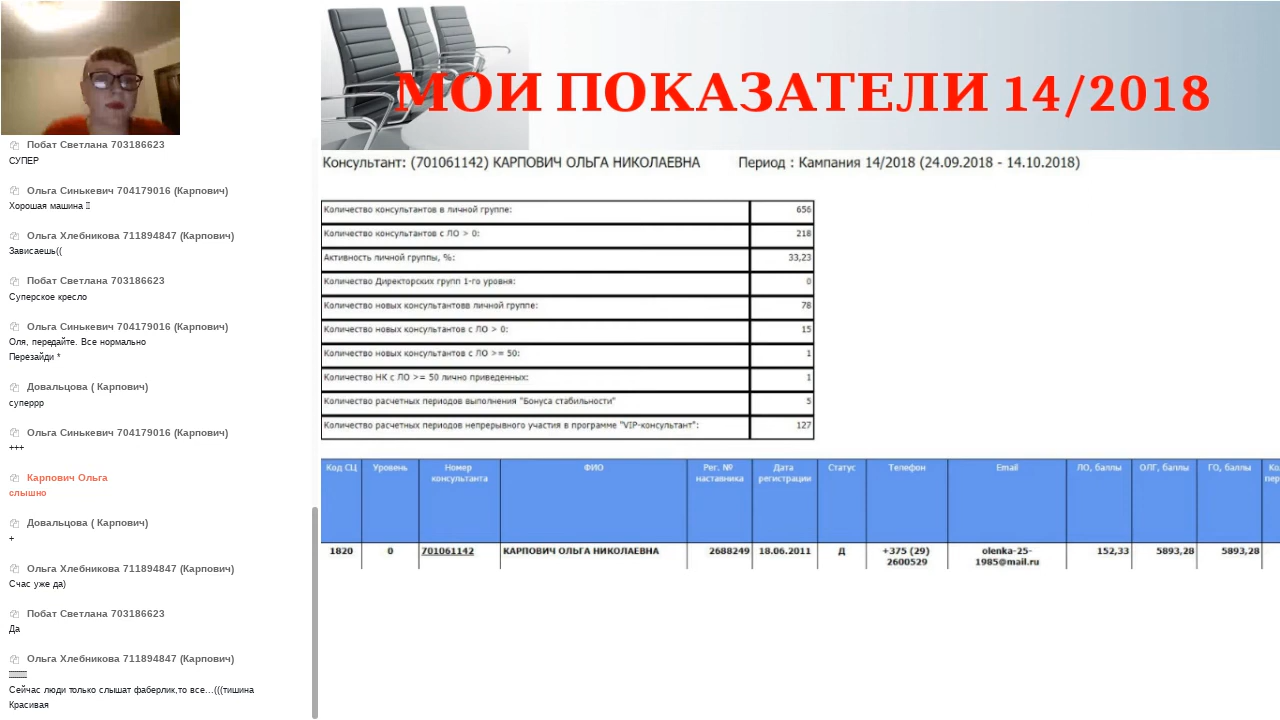 Побат Светлана 703186623
СУПЕР
Ольга Синькевич 704179016 (Карпович)
Хорошая машина
Ольга Хлебникова 711894847 (Карпович)
Зависаешь((
Побат Светлана 703186623
Суперское кресло
Ольга Синькевич 704179016 (Карпович)
Оля, передайте. Все нормально
Перезайди *
Довальцова ( Карпович)
суперрр
Ольга Синькевич 704179016 (Карпович)
+++
Карпович Ольга
слышно
Довальцова ( Карпович)
+
Ольга Хлебникова 711894847 (Карпович)
Счас уже да)
Побат Светлана 703186623
Да
Ольга Хлебникова 711894847 (Карпович)
Сейчас люди только слышат фаберлик,то все...(((тишина
Красивая
МОИ ПОКАЗАТЕЛИ 14/2018
Консультант: (701061142) КАРПОВИЧ ОЛЬГА НИКОЛАЕВНА Период : Кампания 14/2018 (24.09.2018 - 14.10.2018)
Количество консультантов в личной группе: 656
Количество консультантов с ЛО > 0: 218
Активность личной группы, %: 33,23
Количество Директорских групп 1-го уровня: 0
Количество новых консультантовв личной группе: 78
Количество новых консультантов с ЛО > 0: 15
Количество новых консультантов с ЛО >= 50: 1
Количество НК с ЛО >= 50 лично приведенных: 1
Количество расчетных периодов выполнения "Бонуса стабильности" 5
Количество расчетных периодов непрерывного участия в программе "VIP-консультант": 127
Код СЦ Уровень Номер ФИО Рег. № Дата Статус Телефон Email ЛО, баллы ОЛГ, баллы ГО, баллы
консультанта наставника регистрации
1820 0 701061142 КАРПОВИЧ ОЛЬГА НИКОЛАЕВНА 2688249 18.06.2011 Д +375 (29) olenka-25- 152,33 5893,28 5893,28
2600529 1985@mail.ru